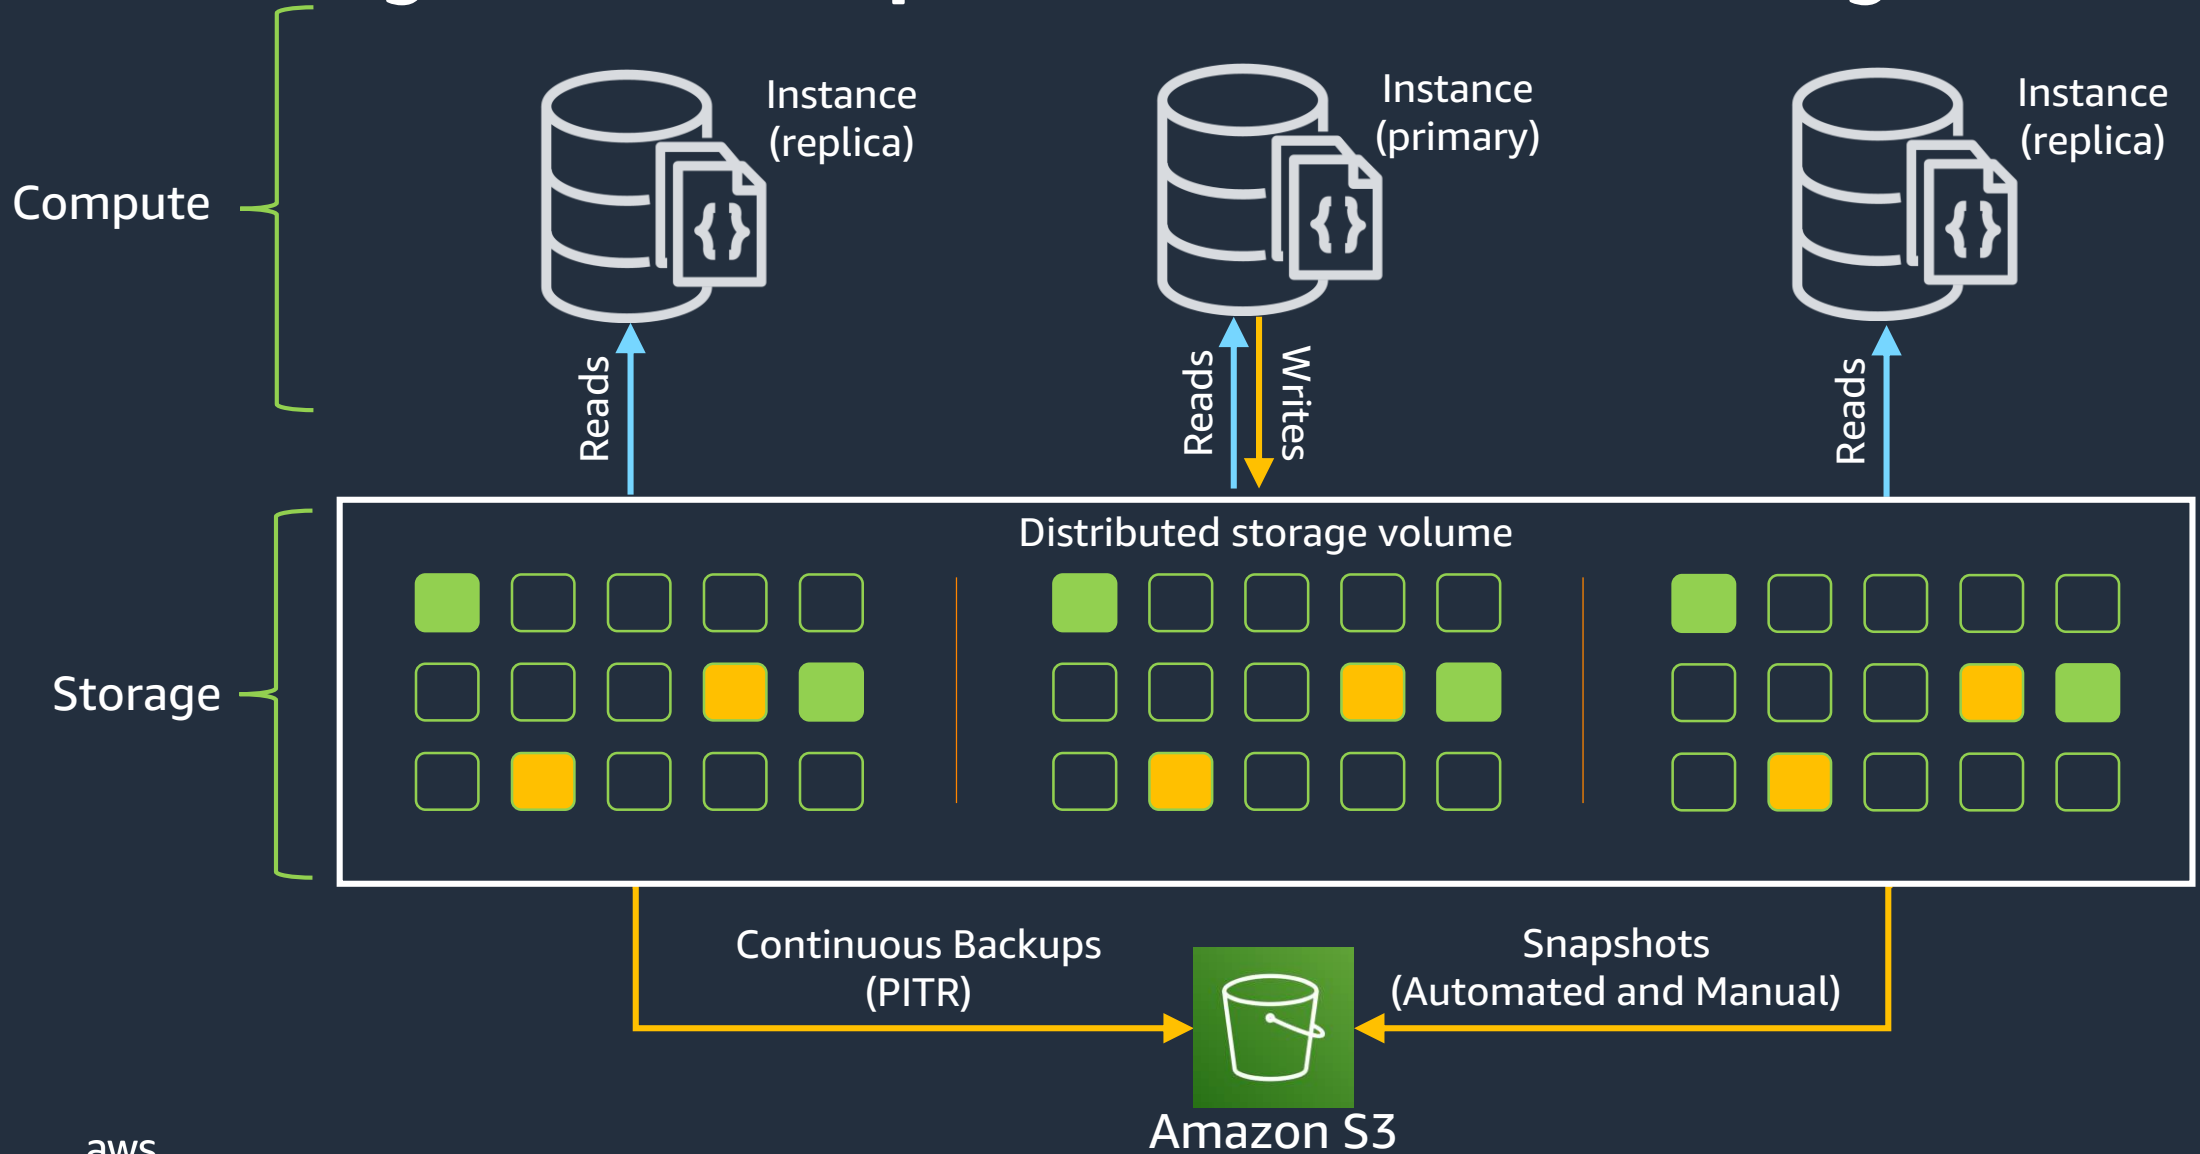 Instance
(replica)
Instance
(primary)
Instance
(replica)
Compute
{}
{}
{}
Reads
Reads
Writes
Reads
Distributed storage volume
Storage
Continuous Backups
(PITR)
Snapshots
(Automated and Manual)
Amazon S3
aws